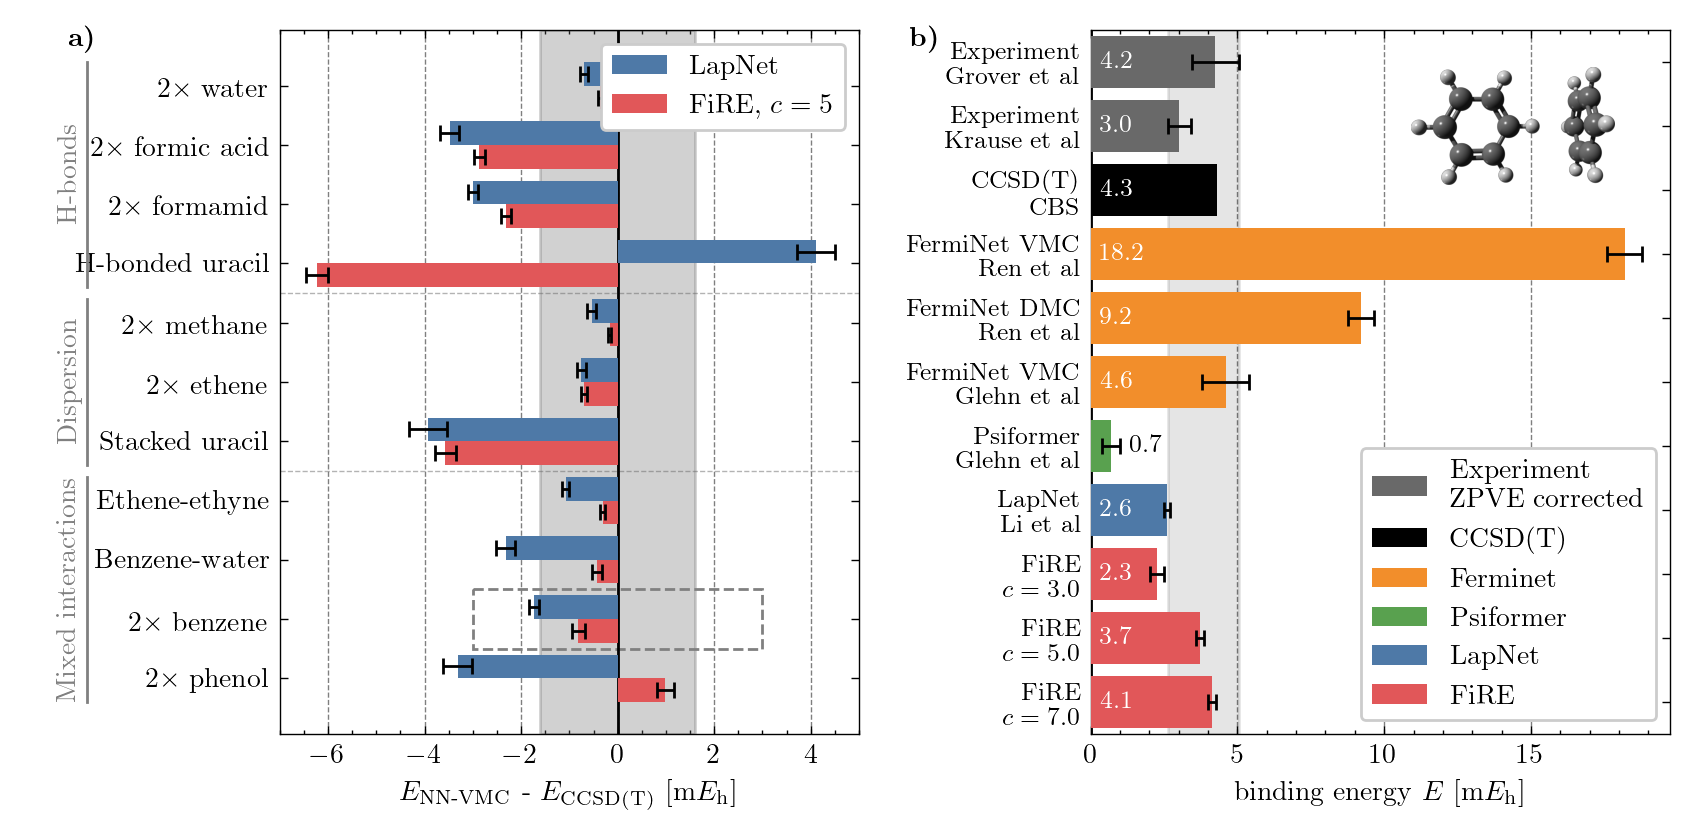 a)
LapNet
FiRE, c = 5
H-bonds
2× water
2× formic acid
2× formamid
H-bonded uracil
Dispersion
2× methane
2× ethene
Stacked uracil
Mixed interactions
Ethene-ethyne
Benzene-water
2× benzene
2× phenol
−6 −4 −2 0 2 4
E_NN-VMC - E_CCSD(T) [mE_h]
b)
Experiment
Grover et al
4.2
Experiment
Krause et al
3.0
CCSD(T)
CBS
4.3
FermiNet VMC
Ren et al
18.2
FermiNet DMC
Ren et al
9.2
FermiNet VMC
Glehn et al
4.6
Psiformer
Glehn et al
0.7
LapNet
Li et al
2.6
FiRE
c = 3.0
2.3
FiRE
c = 5.0
3.7
FiRE
c = 7.0
4.1
Experiment
ZPVE corrected
CCSD(T)
Ferminet
Psiformer
LapNet
FiRE
0 5 10 15
binding energy E [mE_h]